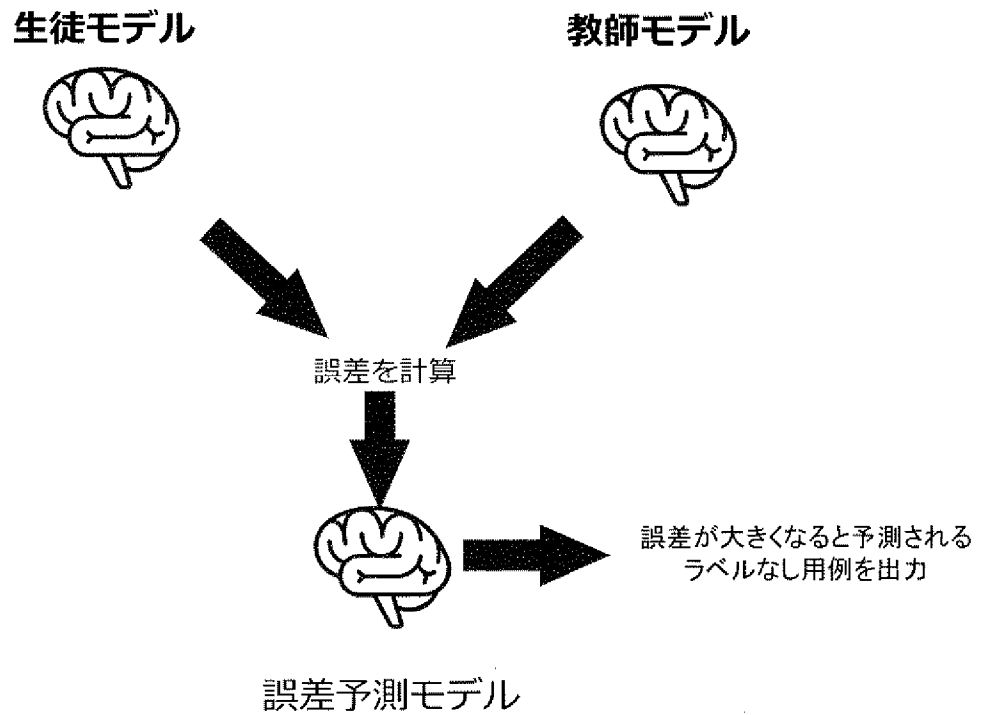 生徒モデル
教師モデル
誤差を計算
誤差が大きくなると予測される
ラベルなし用例を出力
誤差予測モデル